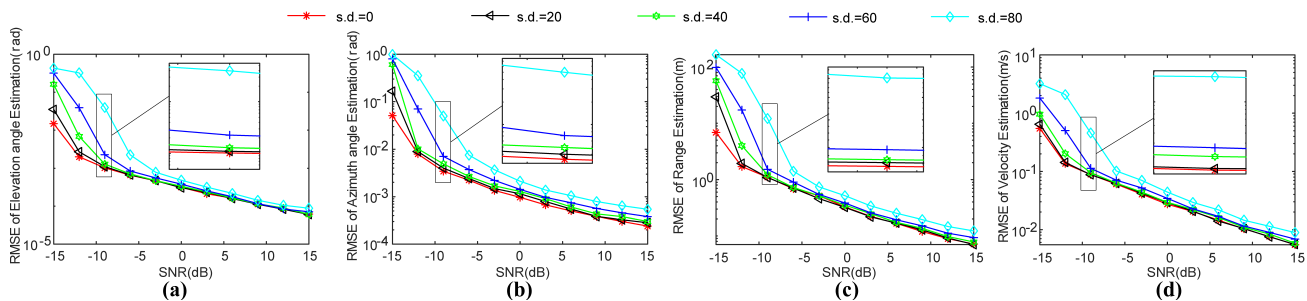 s.d.=0 s.d.=20 s.d.=40 s.d.=60 s.d.=80
RMSE of Elevation angle Estimation(rad)
10^0
10^-5
-15 -10 -5 0 5 10 15
SNR(dB)
(a)
RMSE of Azimuth angle Estimation(rad)
10^0
10^-1
10^-2
10^-3
10^-4
-15 -10 -5 0 5 10 15
SNR(dB)
(b)
RMSE of Range Estimation(m)
10^2
10^0
-15 -10 -5 0 5 10 15
SNR(dB)
(c)
RMSE of Velocity Estimation(m/s)
10^1
10^0
10^-1
10^-2
-15 -10 -5 0 5 10 15
SNR(dB)
(d)